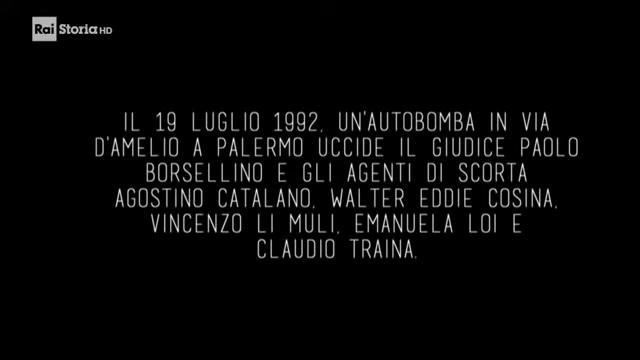 Rai Storia HD
IL 19 LUGLIO 1992, UN'AUTOBOMBA IN VIA
D'AMELIO A PALERMO UCCIDE IL GIUDICE PAOLO
BORSELLINO E GLI AGENTI DI SCORTA
AGOSTINO CATALANO, WALTER EDDIE COSINA,
VINCENZO LI MULI, EMANUELA LOI E
CLAUDIO TRAINA.